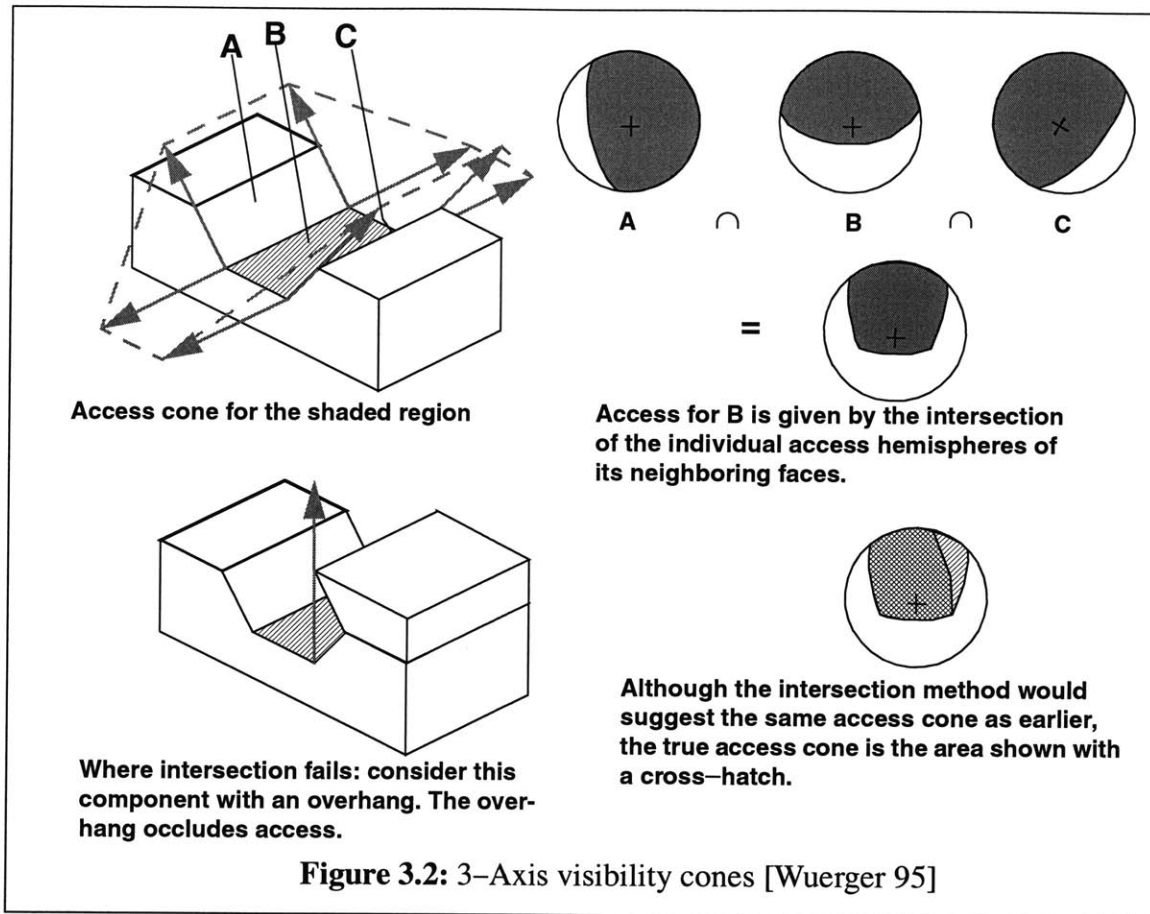 A B C
A ∩ B ∩ C
=
Access cone for the shaded region
Access for B is given by the intersection
of the individual access hemispheres of
its neighboring faces.
Where intersection fails: consider this
component with an overhang. The over-
hang occludes access.
Although the intersection method would
suggest the same access cone as earlier,
the true access cone is the area shown with
a cross–hatch.
Figure 3.2: 3–Axis visibility cones [Wuerger 95]